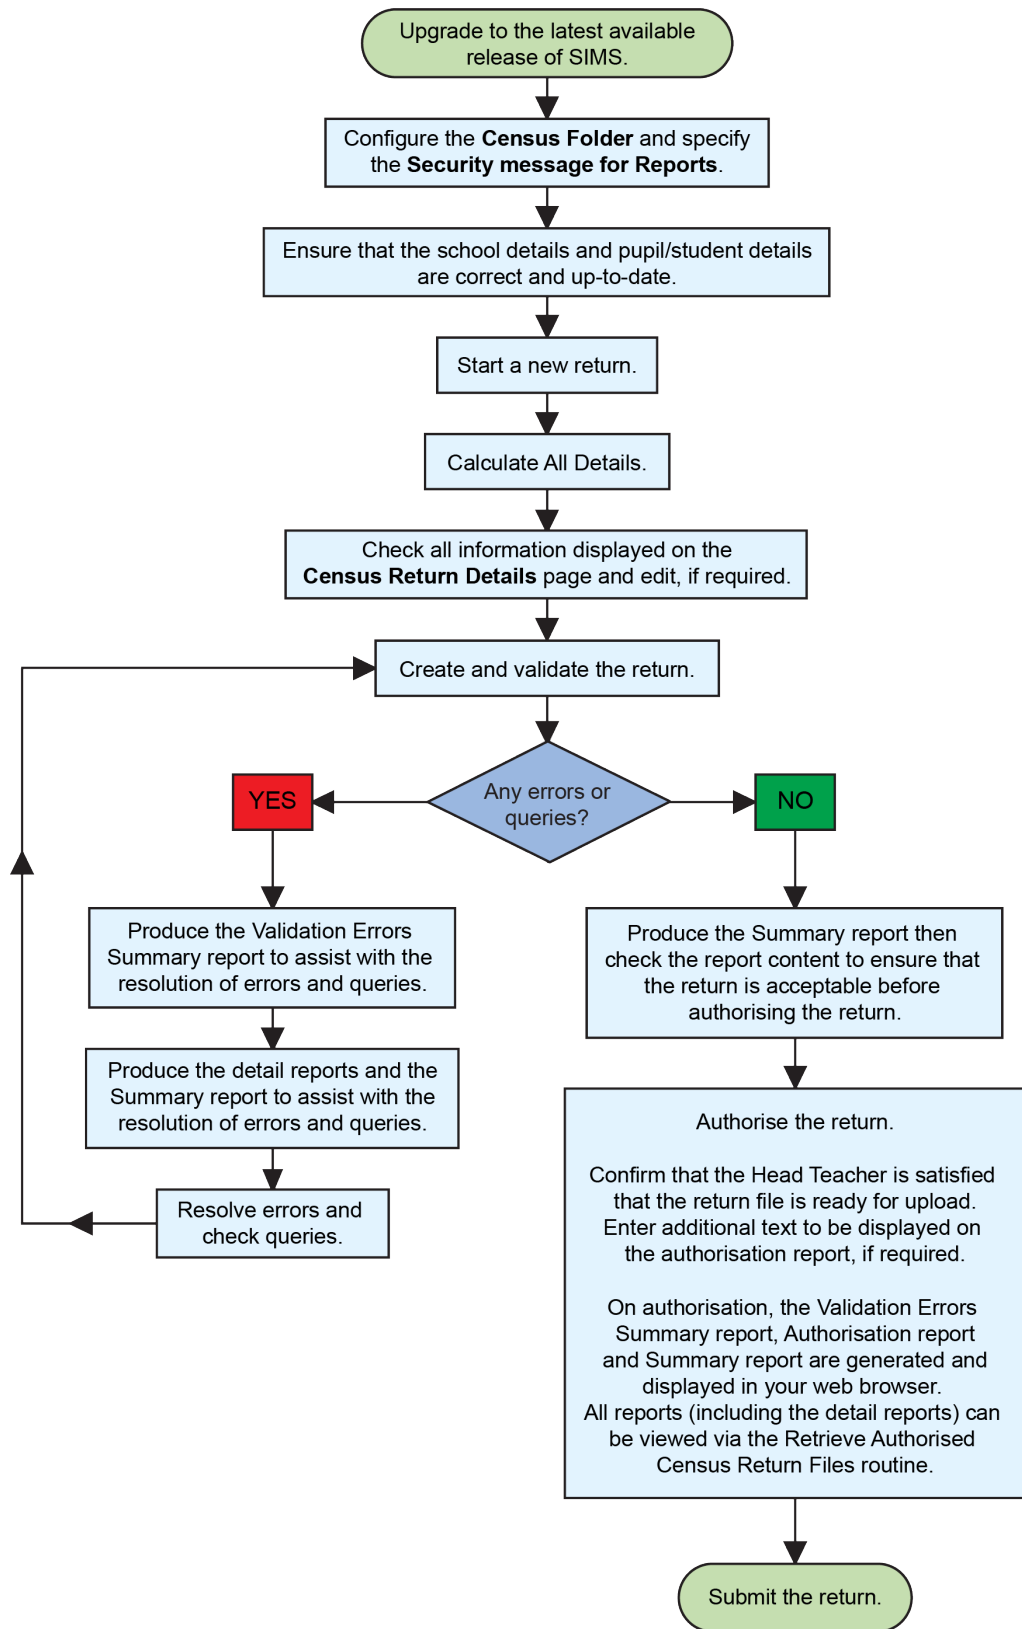 Upgrade to the latest available
release of SIMS.
Configure the Census Folder and specify
the Security message for Reports.
Ensure that the school details and pupil/student details
are correct and up-to-date.
Start a new return.
Calculate All Details.
Check all information displayed on the
Census Return Details page and edit, if required.
Create and validate the return.
Any errors or
queries?
YES
NO
Produce the Validation Errors
Summary report to assist with the
resolution of errors and queries.
Produce the detail reports and the
Summary report to assist with the
resolution of errors and queries.
Resolve errors and
check queries.
Produce the Summary report then
check the report content to ensure that
the return is acceptable before
authorising the return.
Authorise the return.
Confirm that the Head Teacher is satisfied
that the return file is ready for upload.
Enter additional text to be displayed on
the authorisation report, if required.
On authorisation, the Validation Errors
Summary report, Authorisation report
and Summary report are generated and
displayed in your web browser.
All reports (including the detail reports) can
be viewed via the Retrieve Authorised
Census Return Files routine.
Submit the return.